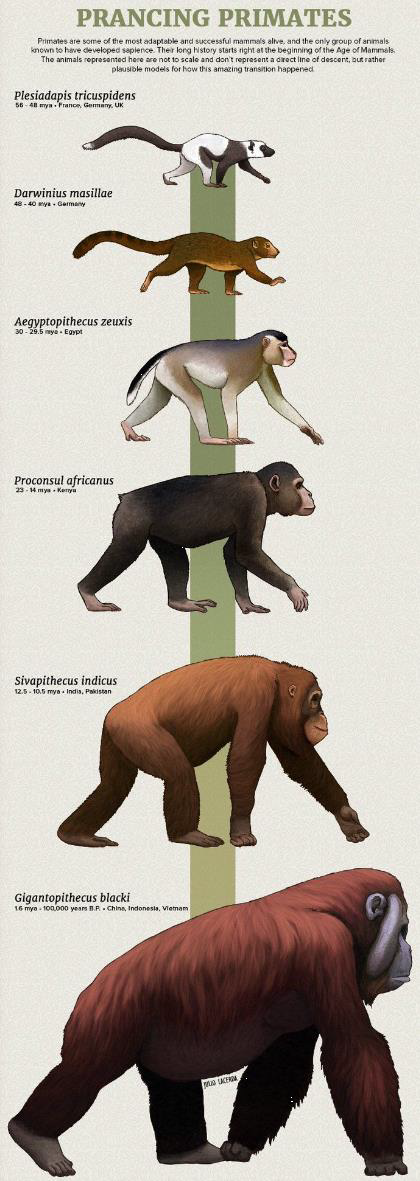 PRANCING PRIMATES
Primates are some of the most adaptable and successful mammals alive, and the only group of animals
known to have developed sapience. Their long history starts right at the beginning of the Age of Mammals.
The animals represented here are not to scale and don't represent a direct line of descent, but rather
plausible models for how this amazing transition happened.
Plesiadapis tricuspidens
56 - 48 mya • France, Germany, UK
Darwinius masillae
48 - 40 mya • Germany
Aegyptopithecus zeuxis
30 - 29.5 mya • Egypt
Proconsul africanus
23 - 14 mya • Kenya
Sivapithecus indicus
12.5 - 10.5 mya • India, Pakistan
Gigantopithecus blacki
1.6 mya - 100,000 years B.P. • China, Indonesia, Vietnam
JULIO LACERDA